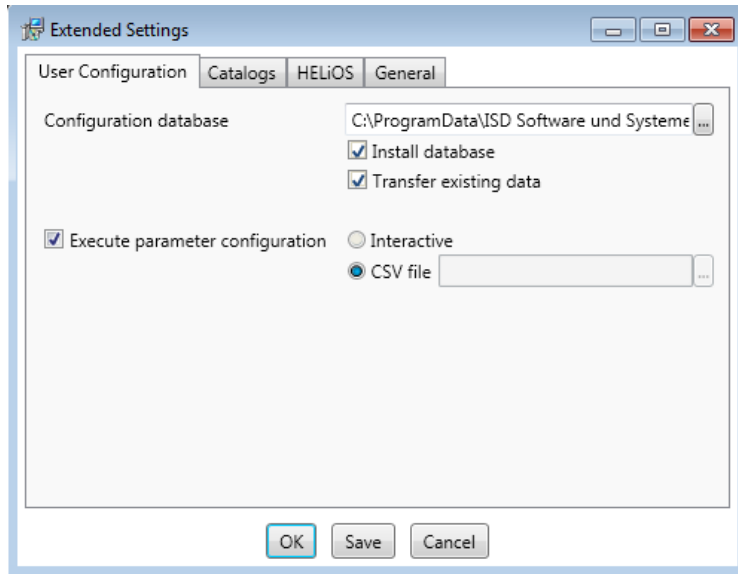 Extended Settings
User Configuration Catalogs HELiOS General
Configuration database C:\ProgramData\ISD Software und Systeme ...
Install database
Transfer existing data
Execute parameter configuration Interactive
CSV file ...
OK Save Cancel